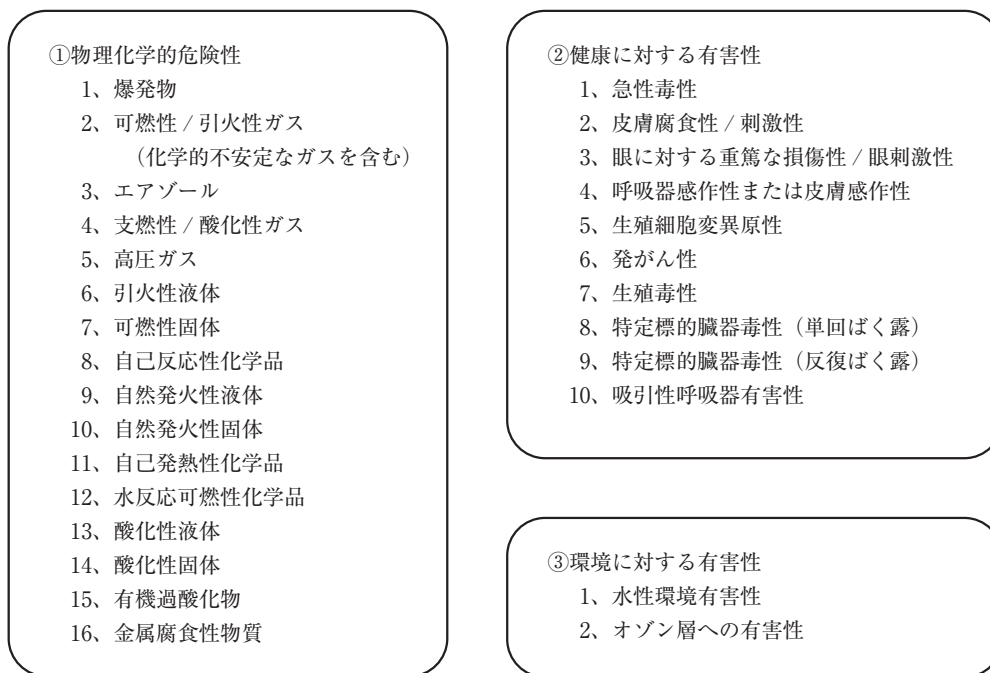 ①物理化学的危険性
1、爆発物
2、可燃性 / 引火性ガス
（化学的不安定なガスを含む）
3、エアゾール
4、支燃性 / 酸化性ガス
5、高圧ガス
6、引火性液体
7、可燃性固体
8、自己反応性化学品
9、自然発火性液体
10、自然発火性固体
11、自己発熱性化学品
12、水反応可燃性化学品
13、酸化性液体
14、酸化性固体
15、有機過酸化物
16、金属腐食性物質
②健康に対する有害性
1、急性毒性
2、皮膚腐食性 / 刺激性
3、眼に対する重篤な損傷性 / 眼刺激性
4、呼吸器感作性または皮膚感作性
5、生殖細胞変異原性
6、発がん性
7、生殖毒性
8、特定標的臓器毒性（単回ばく露）
9、特定標的臓器毒性（反復ばく露）
10、吸引性呼吸器有害性
③環境に対する有害性
1、水性環境有害性
2、オゾン層への有害性